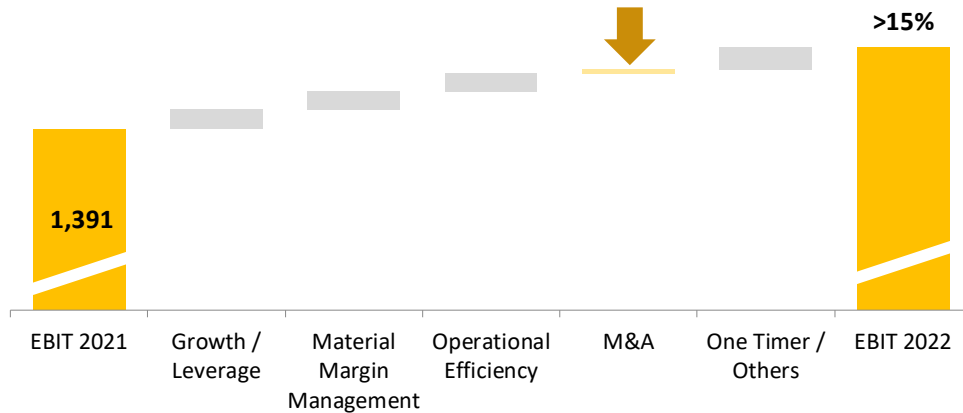 >15%
1,391
EBIT 2021
Growth /
Leverage
Material
Margin
Management
Operational
Efficiency
M&A
One Timer /
Others
EBIT 2022